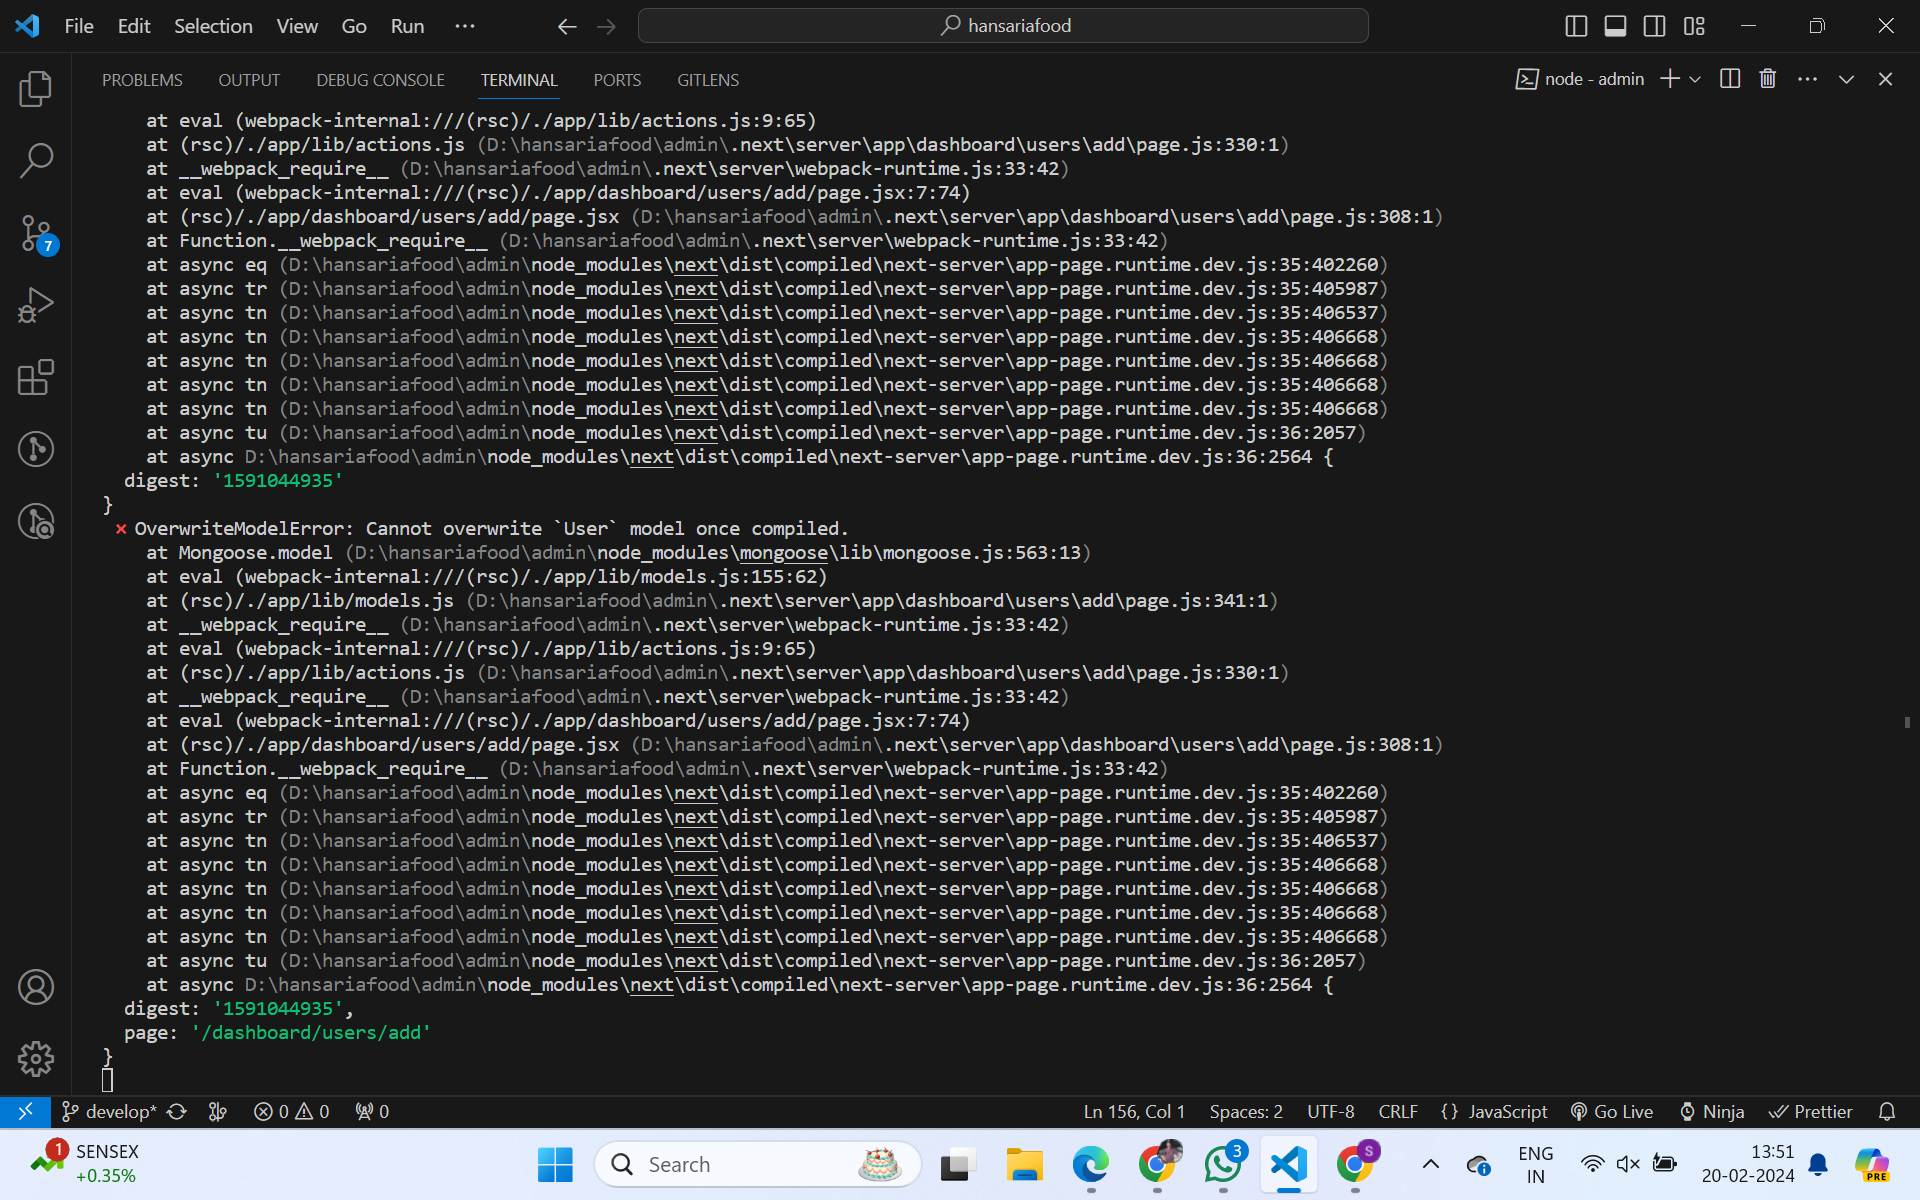 File Edit Selection View Go Run ··· hansariafood
PROBLEMS OUTPUT DEBUG CONSOLE TERMINAL PORTS GITLENS node - admin
at eval (webpack-internal:///(rsc)/./app/lib/actions.js:9:65)
at (rsc)/./app/lib/actions.js (D:\hansariafood\admin\.next\server\app\dashboard\users\add\page.js:330:1)
at __webpack_require__ (D:\hansariafood\admin\.next\server\webpack-runtime.js:33:42)
at eval (webpack-internal:///(rsc)/./app/dashboard/users/add/page.jsx:7:74)
at (rsc)/./app/dashboard/users/add/page.jsx (D:\hansariafood\admin\.next\server\app\dashboard\users\add\page.js:308:1)
at Function.__webpack_require__ (D:\hansariafood\admin\.next\server\webpack-runtime.js:33:42)
at async eq (D:\hansariafood\admin\node_modules\next\dist\compiled\next-server\app-page.runtime.dev.js:35:402260)
at async tr (D:\hansariafood\admin\node_modules\next\dist\compiled\next-server\app-page.runtime.dev.js:35:405987)
at async tn (D:\hansariafood\admin\node_modules\next\dist\compiled\next-server\app-page.runtime.dev.js:35:406537)
at async tn (D:\hansariafood\admin\node_modules\next\dist\compiled\next-server\app-page.runtime.dev.js:35:406668)
at async tn (D:\hansariafood\admin\node_modules\next\dist\compiled\next-server\app-page.runtime.dev.js:35:406668)
at async tn (D:\hansariafood\admin\node_modules\next\dist\compiled\next-server\app-page.runtime.dev.js:35:406668)
at async tn (D:\hansariafood\admin\node_modules\next\dist\compiled\next-server\app-page.runtime.dev.js:35:406668)
at async tu (D:\hansariafood\admin\node_modules\next\dist\compiled\next-server\app-page.runtime.dev.js:36:2057)
at async D:\hansariafood\admin\node_modules\next\dist\compiled\next-server\app-page.runtime.dev.js:36:2564 {
digest: '1591044935'
}
⨯ OverwriteModelError: Cannot overwrite `User` model once compiled.
at Mongoose.model (D:\hansariafood\admin\node_modules\mongoose\lib\mongoose.js:563:13)
at eval (webpack-internal:///(rsc)/./app/lib/models.js:155:62)
at (rsc)/./app/lib/models.js (D:\hansariafood\admin\.next\server\app\dashboard\users\add\page.js:341:1)
at __webpack_require__ (D:\hansariafood\admin\.next\server\webpack-runtime.js:33:42)
at eval (webpack-internal:///(rsc)/./app/lib/actions.js:9:65)
at (rsc)/./app/lib/actions.js (D:\hansariafood\admin\.next\server\app\dashboard\users\add\page.js:330:1)
at __webpack_require__ (D:\hansariafood\admin\.next\server\webpack-runtime.js:33:42)
at eval (webpack-internal:///(rsc)/./app/dashboard/users/add/page.jsx:7:74)
at (rsc)/./app/dashboard/users/add/page.jsx (D:\hansariafood\admin\.next\server\app\dashboard\users\add\page.js:308:1)
at Function.__webpack_require__ (D:\hansariafood\admin\.next\server\webpack-runtime.js:33:42)
at async eq (D:\hansariafood\admin\node_modules\next\dist\compiled\next-server\app-page.runtime.dev.js:35:402260)
at async tr (D:\hansariafood\admin\node_modules\next\dist\compiled\next-server\app-page.runtime.dev.js:35:405987)
at async tn (D:\hansariafood\admin\node_modules\next\dist\compiled\next-server\app-page.runtime.dev.js:35:406537)
at async tn (D:\hansariafood\admin\node_modules\next\dist\compiled\next-server\app-page.runtime.dev.js:35:406668)
at async tn (D:\hansariafood\admin\node_modules\next\dist\compiled\next-server\app-page.runtime.dev.js:35:406668)
at async tn (D:\hansariafood\admin\node_modules\next\dist\compiled\next-server\app-page.runtime.dev.js:35:406668)
at async tn (D:\hansariafood\admin\node_modules\next\dist\compiled\next-server\app-page.runtime.dev.js:35:406668)
at async tu (D:\hansariafood\admin\node_modules\next\dist\compiled\next-server\app-page.runtime.dev.js:36:2057)
at async D:\hansariafood\admin\node_modules\next\dist\compiled\next-server\app-page.runtime.dev.js:36:2564 {
digest: '1591044935',
page: '/dashboard/users/add'
}
7
develop* 0 0 0 Ln 156, Col 1 Spaces: 2 UTF-8 CRLF {} JavaScript Go Live Ninja Prettier
1 SENSEX
+0.35%
Search
3
S
ENG
IN
13:51
20-02-2024
PRE